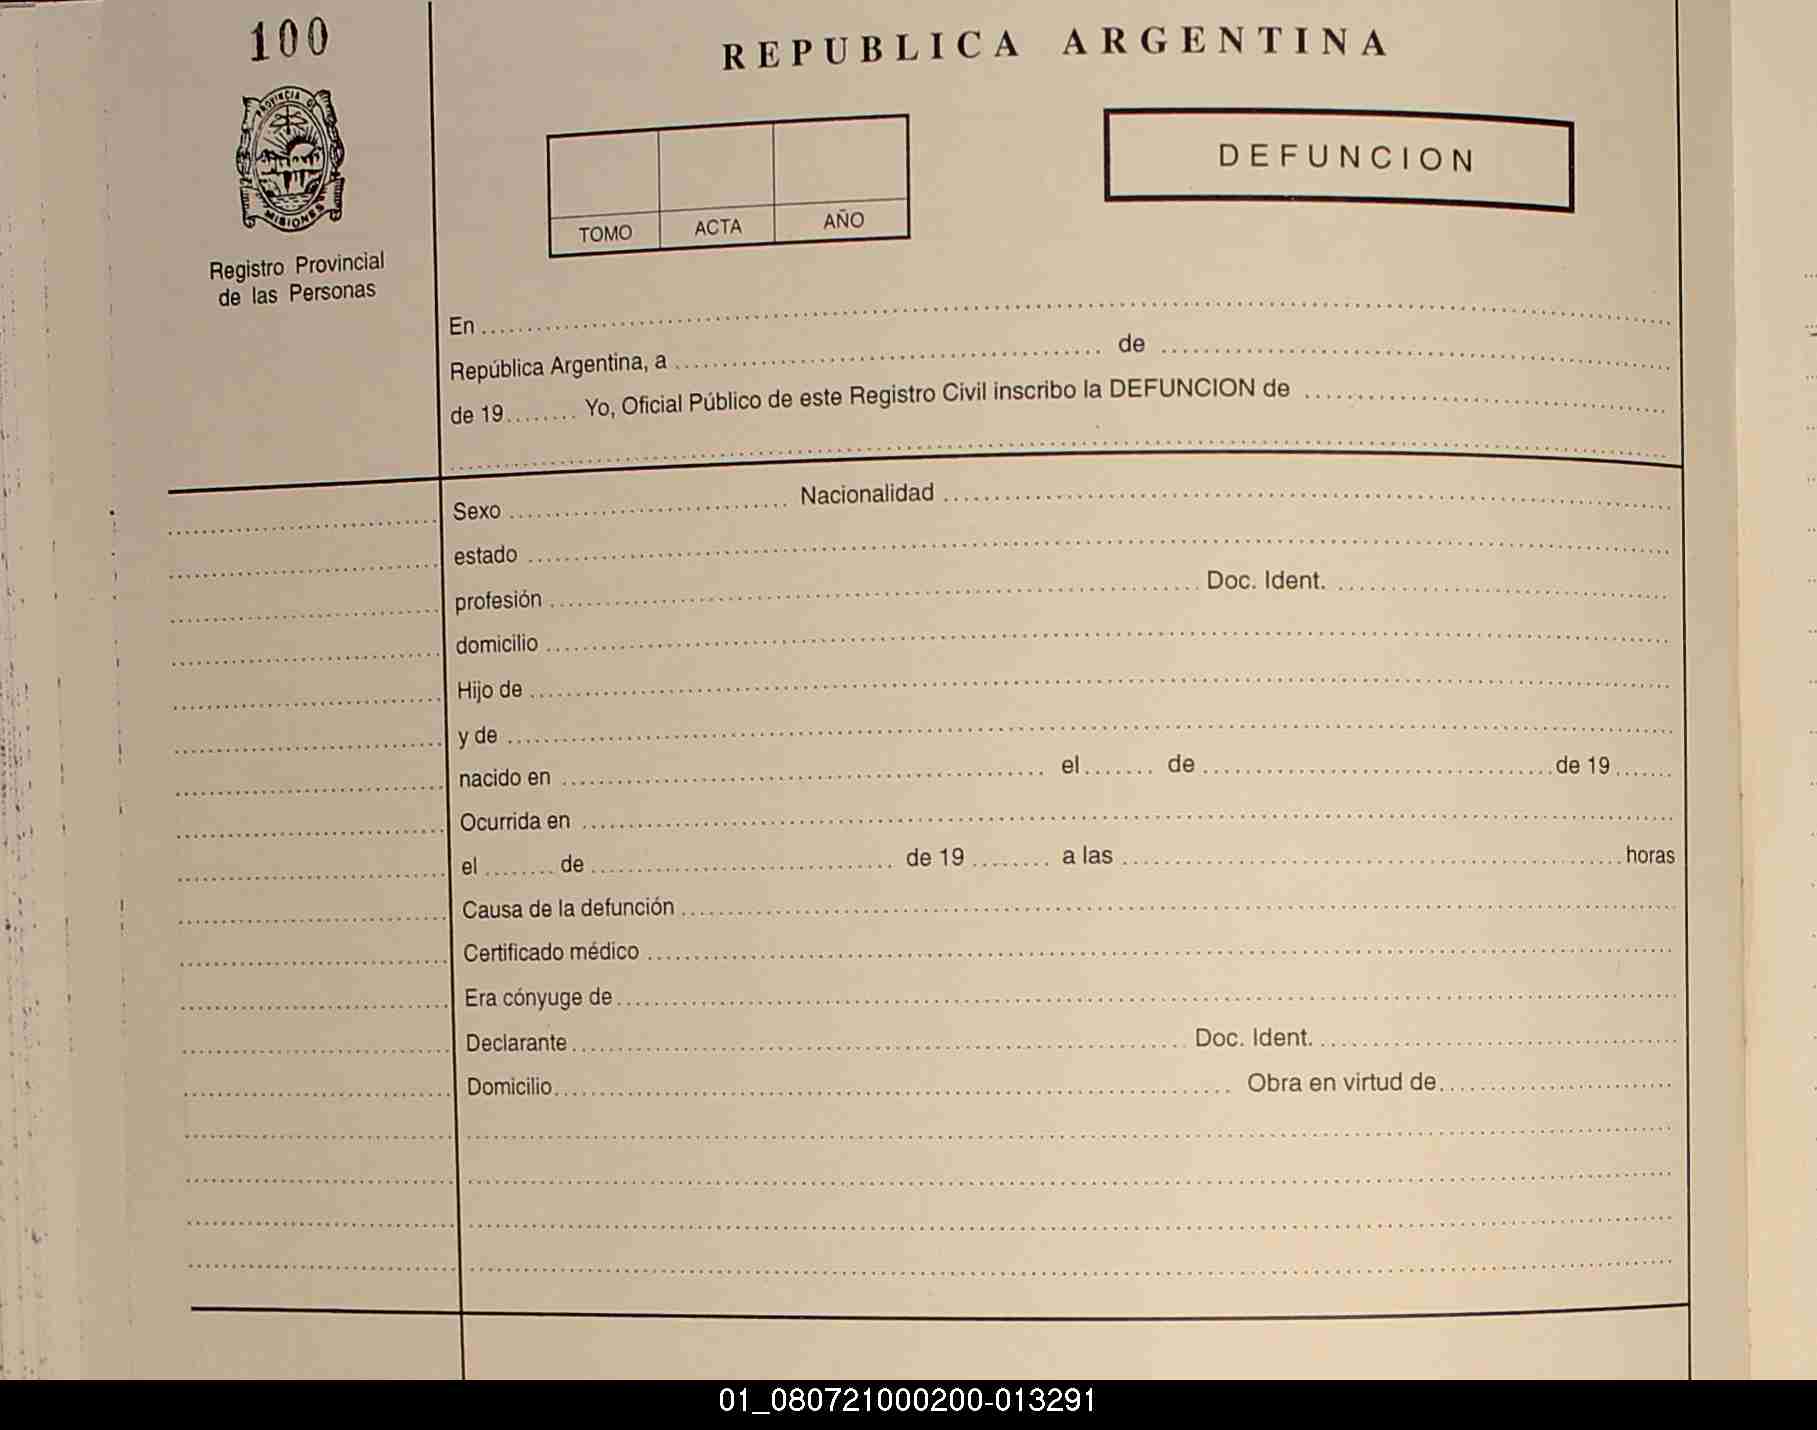 100
PROVINCIA DE
MISIONES
Registro Provincial
de las Personas
REPUBLICA ARGENTINA
TOMO ACTA AÑO
DEFUNCION
En ........................................
República Argentina, a .................... de ....................
de 19........ Yo, Oficial Público de este Registro Civil inscribo la DEFUNCION de ....................
........................................
Sexo .................... Nacionalidad ....................
estado ........................................
profesión .................... Doc. Ident. ....................
domicilio ........................................
Hijo de ........................................
y de ........................................
nacido en .................... el....... de.................... de 19.......
Ocurrida en ........................................
el ........ de .................... de 19 ........ a las .................... horas
Causa de la defunción ........................................
Certificado médico ........................................
Era cónyuge de ........................................
Declarante .................... Doc. Ident. ....................
Domicilio .................... Obra en virtud de ....................
01_080721000200-013291